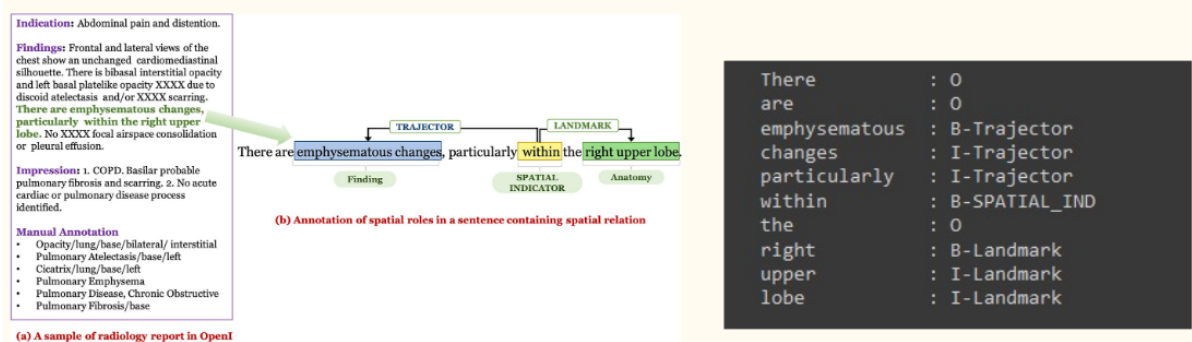 Indication: Abdominal pain and distention.
Findings: Frontal and lateral views of the
chest show an unchanged cardiomediastinal
silhouette. There is bibasal interstitial opacity
and left basal platelike opacity XXXX due to
discoid atelectasis and/or XXXX scarring.
There are emphysematous changes,
particularly within the right upper
lobe. No XXXX focal airspace consolidation
or pleural effusion.
Impression: 1. COPD. Basilar probable
pulmonary fibrosis and scarring. 2. No acute
cardiac or pulmonary disease process
identified.
Manual Annotation
• Opacity/lung/base/bilateral/ interstitial
• Pulmonary Atelectasis/base/left
• Cicatrix/lung/base/left
• Pulmonary Emphysema
• Pulmonary Disease, Chronic Obstructive
• Pulmonary Fibrosis/base
(a) A sample of radiology report in OpenI
TRAJECTOR
LANDMARK
There are emphysematous changes, particularly within the right upper lobe.
Finding
SPATIAL
INDICATOR
Anatomy
(b) Annotation of spatial roles in a sentence containing spatial relation
There : O
are : O
emphysematous : B-Trajector
changes : I-Trajector
particularly : I-Trajector
within : B-SPATIAL_IND
the : O
right : B-Landmark
upper : I-Landmark
lobe : I-Landmark